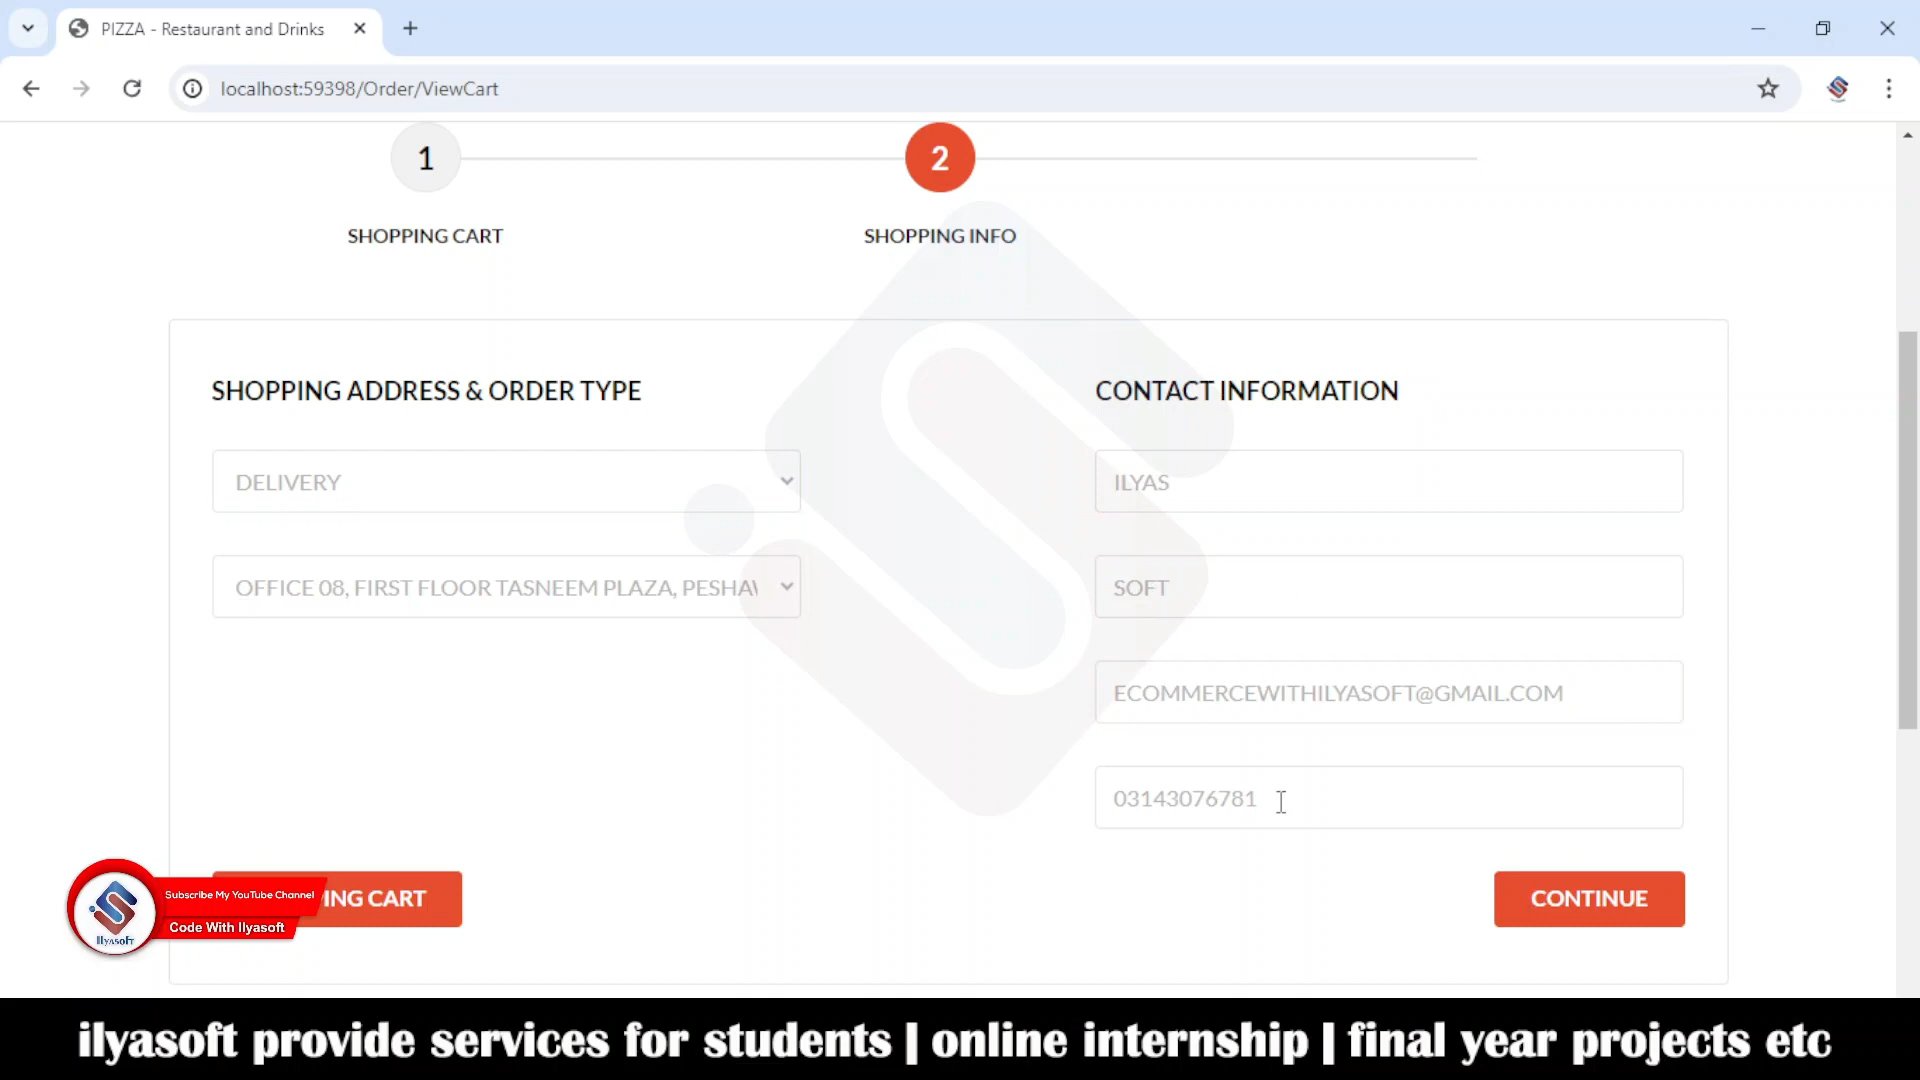 PIZZA - Restaurant and Drinks
localhost:59398/Order/ViewCart
1
2
SHOPPING CART
SHOPPING INFO
SHOPPING ADDRESS & ORDER TYPE
CONTACT INFORMATION
DELIVERY
ILYAS
OFFICE 08, FIRST FLOOR TASNEEM PLAZA, PESHAW
SOFT
ECOMMERCEWITHILYASOFT@GMAIL.COM
03143076781
ING CART
CONTINUE
Subscribe My YouTube Channel
Code With Ilyasoft
Ilyasoft
ilyasoft provide services for students | online internship | final year projects etc